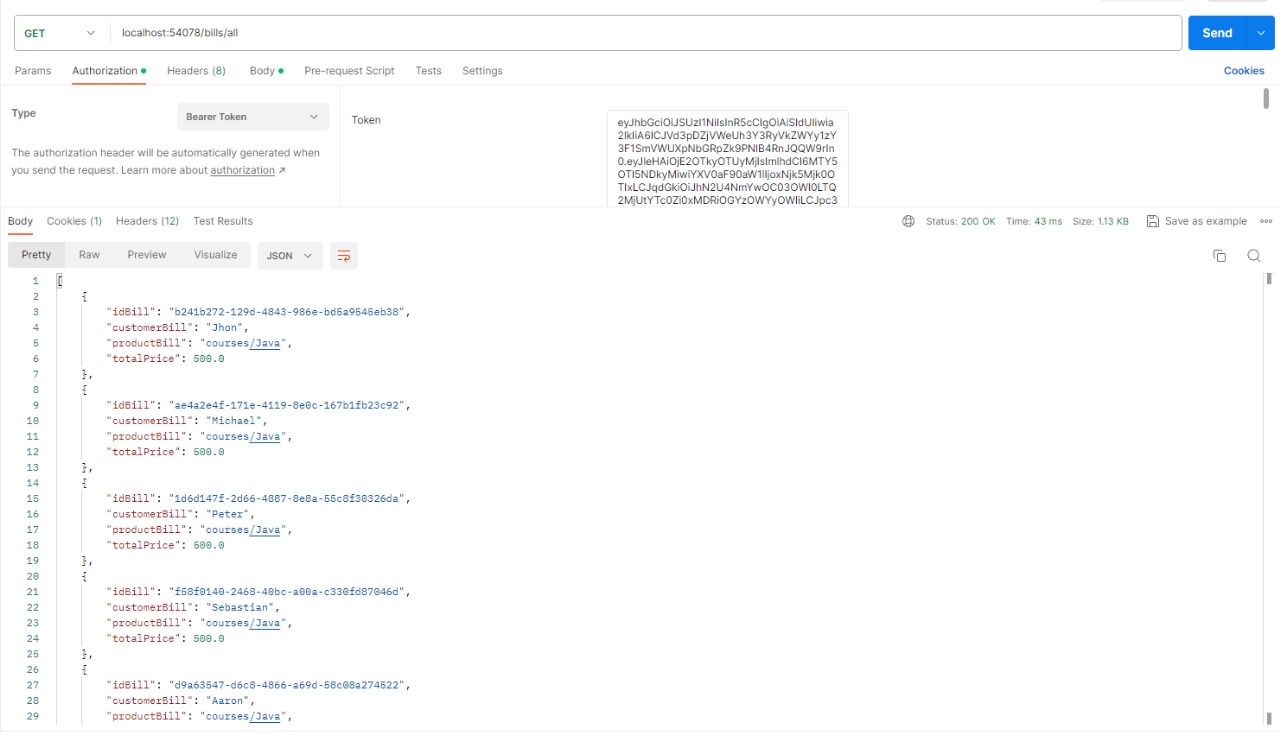 GET localhost:54078/bills/all Send
Params Authorization Headers (8) Body Pre-request Script Tests Settings Cookies
Type Bearer Token Token
The authorization header will be automatically generated when
you send the request. Learn more about authorization ↗
Body Cookies (1) Headers (12) Test Results Status: 200 OK Time: 43 ms Size: 1.13 KB Save as example
Pretty Raw Preview Visualize JSON
1 [
2 {
3 "idBill": "b241b272-129d-4843-986e-bd5a9545eb38",
4 "customerBill": "Jhon",
5 "productBill": "courses/Java",
6 "totalPrice": 500.0
7 },
8 {
9 "idBill": "ae4a2e4f-171e-4119-8e0c-167b1fb23c92",
10 "customerBill": "Michael",
11 "productBill": "courses/Java",
12 "totalPrice": 500.0
13 },
14 {
15 "idBill": "1d6d147f-2d66-4887-8e8a-55c8f30326da",
16 "customerBill": "Peter",
17 "productBill": "courses/Java",
18 "totalPrice": 500.0
19 },
20 {
21 "idBill": "f58f0140-2468-40bc-a00a-c330fd87046d",
22 "customerBill": "Sebastian",
23 "productBill": "courses/Java",
24 "totalPrice": 500.0
25 },
26 {
27 "idBill": "d9a63547-d6c8-4866-a69d-58c08a274522",
28 "customerBill": "Aaron",
29 "productBill": "courses/Java",